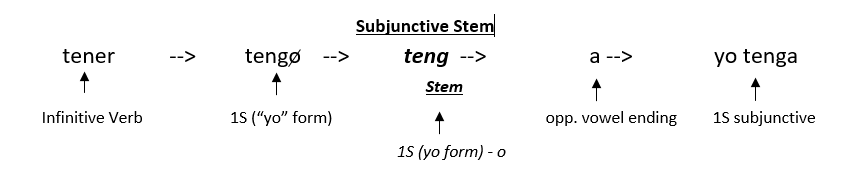 Subjunctive Stem
tener --> tengø --> teng --> a --> yo tenga
Stem
Infinitive Verb 1S (“yo” form) opp. vowel ending 1S subjunctive
1S (yo form) - o